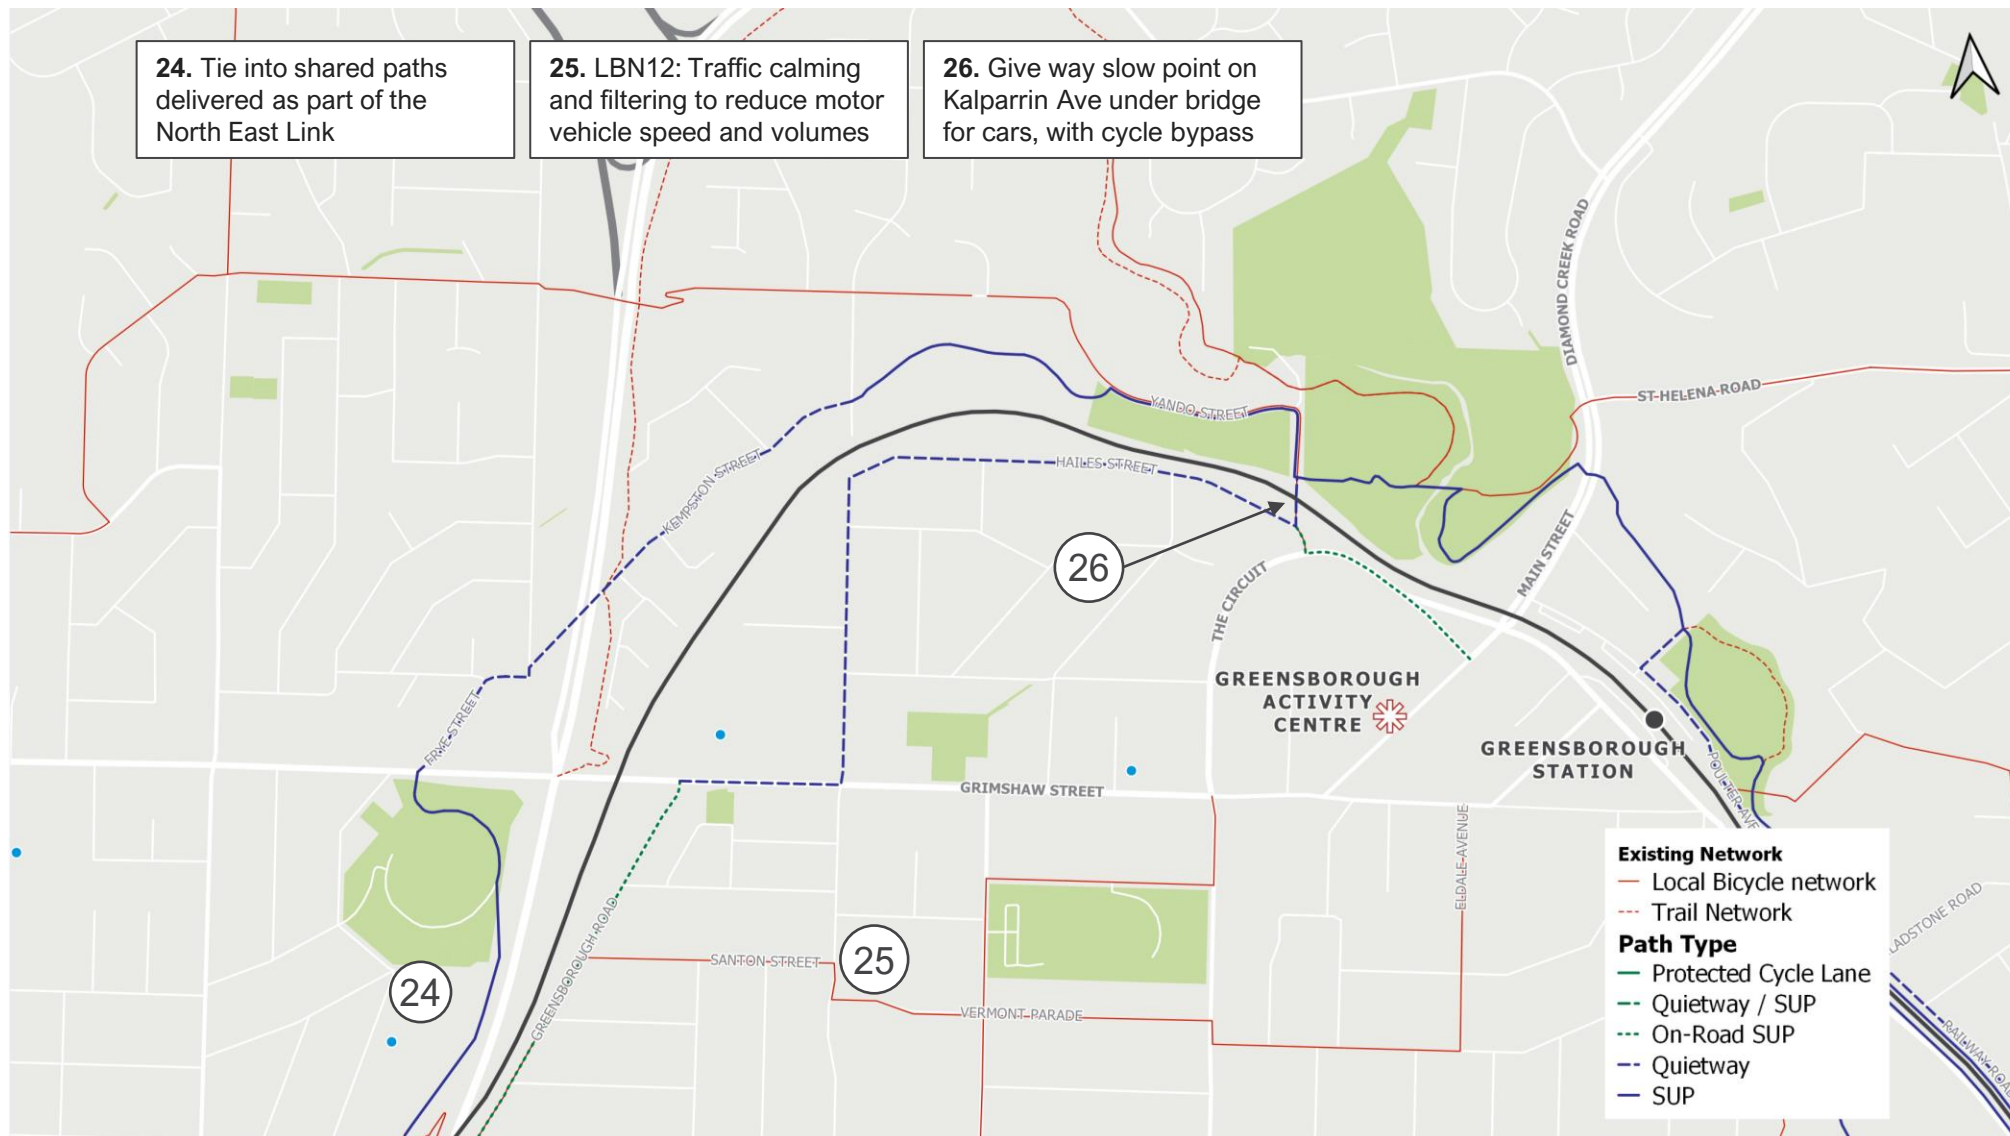 24. Tie into shared paths
delivered as part of the
North East Link
25. LBN12: Traffic calming
and filtering to reduce motor
vehicle speed and volumes
26. Give way slow point on
Kalparrin Ave under bridge
for cars, with cycle bypass
DIAMOND CREEK ROAD
ST HELENA ROAD
YANDO STREET
HAILES STREET
KEMPSTON STREET
26
MAIN STREET
THE CIRCUIT
FRYE STREET
GREENSBOROUGH
ACTIVITY
CENTRE
GREENSBOROUGH
STATION
POULTER AVE
GRIMSHAW STREET
ELDALE AVENUE
GREENSBOROUGH ROAD
SANTON STREET
25
24
VERMONT PARADE
Existing Network
Local Bicycle network
Trail Network
Path Type
Protected Cycle Lane
Quietway / SUP
On-Road SUP
Quietway
SUP
LADSTONE ROAD
RAILWAY ROA